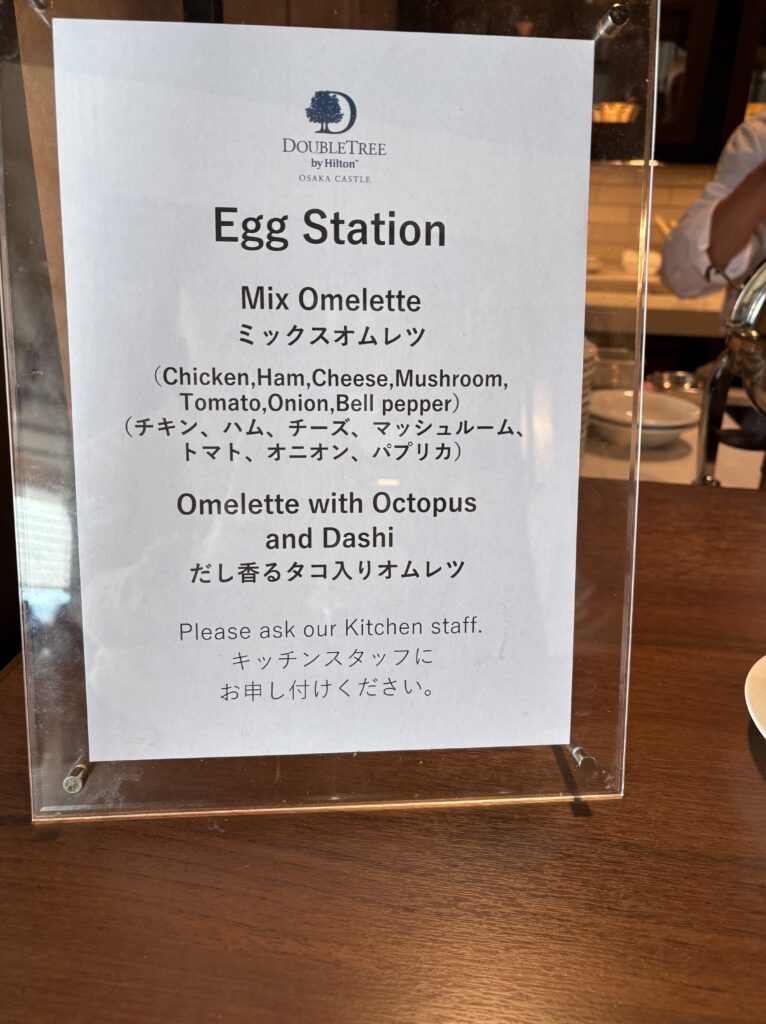 DOUBLETREE
by Hilton™
OSAKA CASTLE
Egg Station
Mix Omelette
ミックスオムレツ
（Chicken,Ham,Cheese,Mushroom,
Tomato,Onion,Bell pepper）
（チキン、ハム、チーズ、マッシュルーム、
トマト、オニオン、パプリカ）
Omelette with Octopus
and Dashi
だし香るタコ入りオムレツ
Please ask our Kitchen staff.
キッチンスタッフに
お申し付けください。